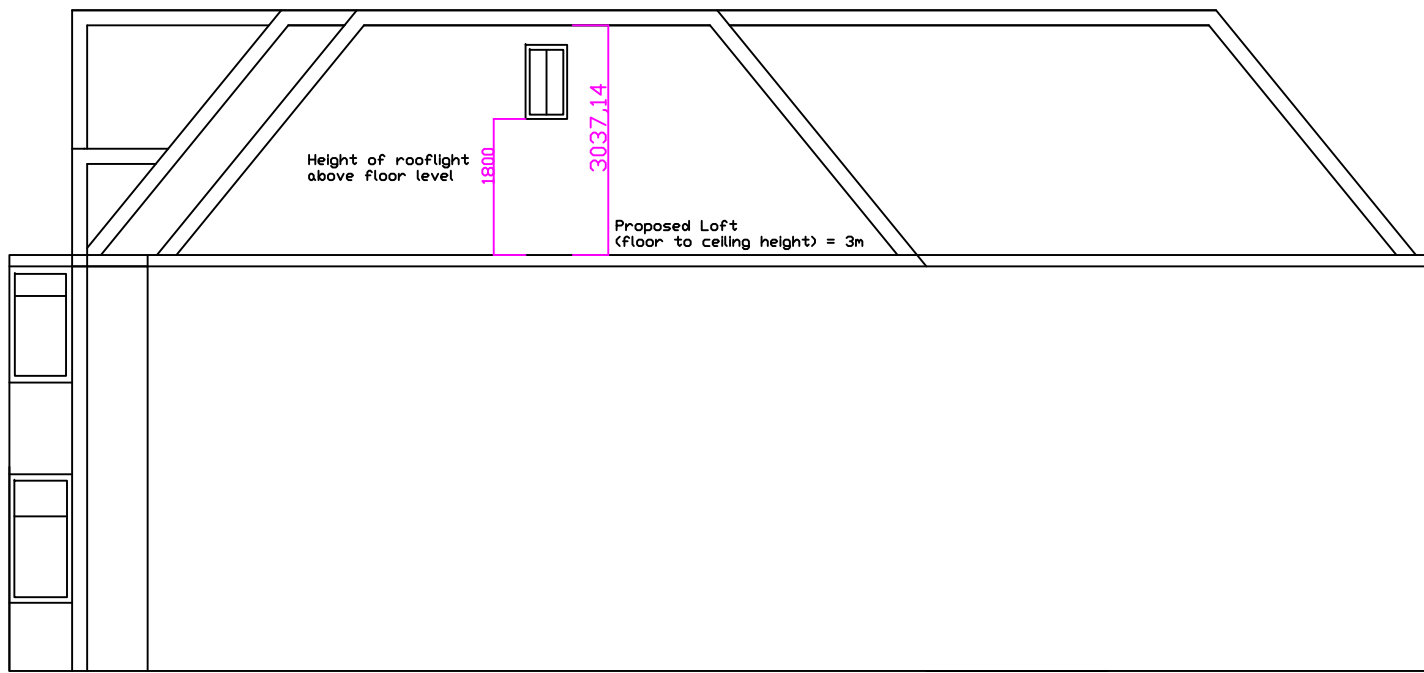 3037,14
Height of rooflight
above floor level
1800
Proposed Loft
(floor to ceiling height) = 3m